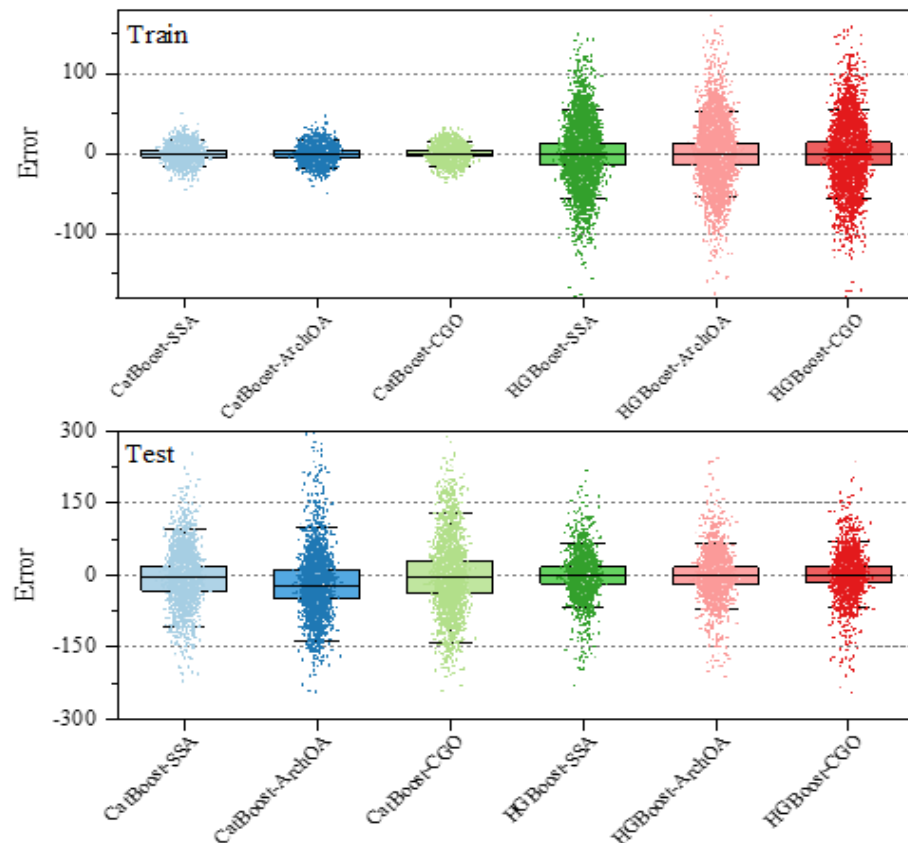 Train
100
0
-100
Error
CatBoost-SSA
CatBoost-ArchOA
CatBoost-CGO
HGBoost-SSA
HGBoost-ArchOA
HGBoost-CGO
Test
300
150
0
-150
-300
Error
CatBoost-SSA
CatBoost-ArchOA
CatBoost-CGO
HGBoost-SSA
HGBoost-ArchOA
HGBoost-CGO